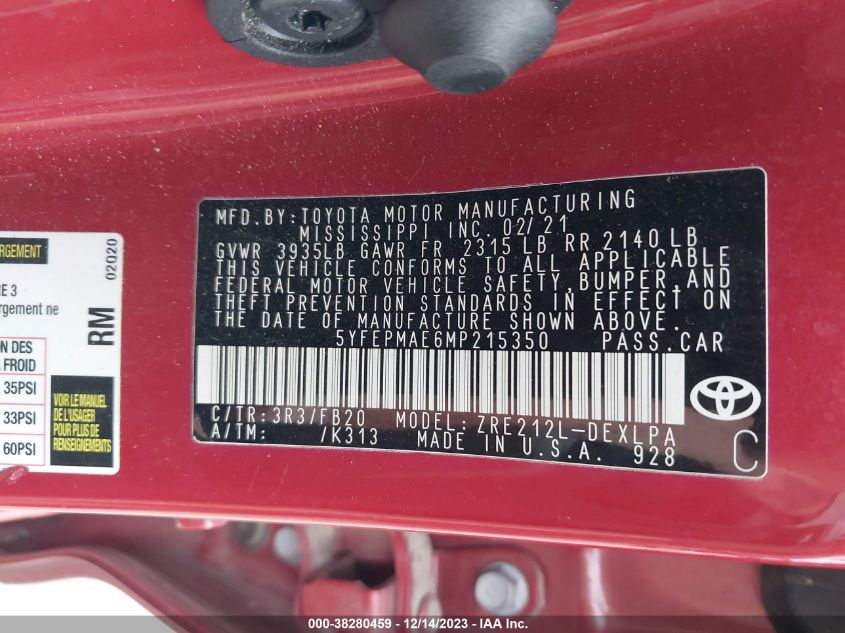 MFD. BY: TOYOTA MOTOR MANUFACTURING
MISSISSIPPI INC. 02/21
GVWR 3935LB GAWR FR 2315 LB RR 2140 LB
THIS VEHICLE CONFORMS TO ALL APPLICABLE
FEDERAL MOTOR VEHICLE SAFETY, BUMPER, AND
THEFT PREVENTION STANDARDS IN EFFECT ON
THE DATE OF MANUFACTURE SHOWN ABOVE.
5YFEPMAE6MP215350 PASS. CAR
C/TR: 3R3/FB20 MODEL: ZRE212L-DEXLPA
A/TM: /K313 MADE IN U.S.A. 928
C
RGEMENT
RE 3
rgement ne
02020
RM
ON DES
FROID
35PSI
33PSI
60PSI
VOIR LE MANUEL
DE L'USAGER
POUR PLUS
000-38280459 - 12/14/2023 - IAA Inc.